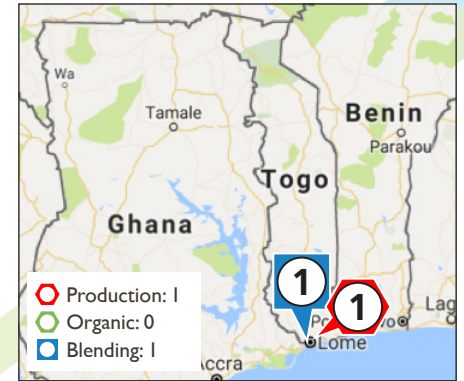 Wa
Tamale
Benin
Parakou
Togo
Ghana
1
1
Production: 1
Organic: 0
Blending: 1
Lome
Accra